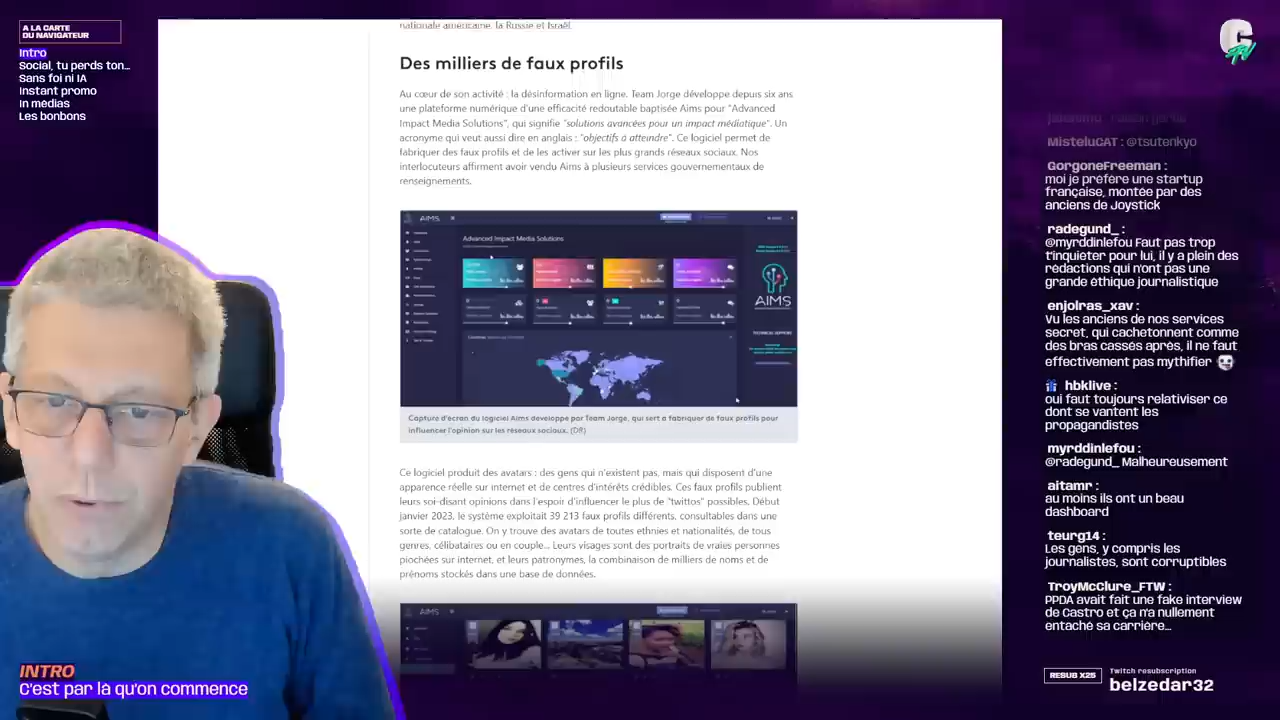 A LA CARTE
DU NAVIGATEUR
Intro
Social, tu perds ton...
Sans foi ni IA
Instant promo
In medias
Les bonbons
nationale américaine, la Russie et Israël.
Des milliers de faux profils
Au cœur de son activité : la désinformation en ligne. Team Jorge développe depuis six ans
une plateforme numérique d'une efficacité redoutable baptisée Aims pour "Advanced
Impact Media Solutions", qui signifie "solutions avancées pour un impact médiatique". Un
acronyme qui veut aussi dire en anglais : "objectifs à atteindre". Ce logiciel permet de
fabriquer des faux profils et de les activer sur les plus grands réseaux sociaux. Nos
interlocuteurs affirment avoir vendu Aims à plusieurs services gouvernementaux de
renseignements.
AIMS
Advanced Impact Media Solutions
AIMS
TECHNICAL SUPPORT
Capture d'écran du logiciel Aims développé par Team Jorge, qui sert à fabriquer de faux profils pour
influencer l'opinion sur les réseaux sociaux. (DR)
Ce logiciel produit des avatars : des gens qui n'existent pas, mais qui disposent d'une
apparence réelle sur internet et de centres d'intérêts crédibles. Ces faux profils publient
leurs soi-disant opinions dans l'espoir d'influencer le plus de "twittos" possibles. Début
janvier 2023, le système exploitait 39 213 faux profils différents, consultables dans une
sorte de catalogue. On y trouve des avatars de toutes ethnies et nationalités, de tous
genres, célibataires ou en couple... Leurs visages sont des portraits de vraies personnes
piochées sur internet, et leurs patronymes, la combinaison de milliers de noms et de
prénoms stockés dans une base de données.
AIMS
INTRO
C'est par là qu'on commence
G
TV
MisteluCAT : @tsutenkyo
GorgoneFreeman :
moi je préfère une startup
française, montée par des
anciens de Joystick
radegund_ :
@myrddinlefou Faut pas trop
t'inquiéter pour lui, il y a plein des
rédactions qui n'ont pas une
grande éthique journalistique
enjolras_xav :
Vu les anciens de nos services
secret, qui cachetonnent comme
des bras cassés après, il ne faut
effectivement pas mythifier
hbklive :
oui faut toujours relativiser ce
dont se vantent les
propagandistes
myrddinlefou :
@radegund_ Malheureusement
aitamr :
au moins ils ont un beau
dashboard
teurg14 :
Les gens, y compris les
journalistes, sont corruptibles
TroyMcClure_FTW :
PPDA avait fait une fake interview
de Castro et ça n'a nullement
entaché sa carrière...
RESUB X25
Twitch resubscription
belzedar32